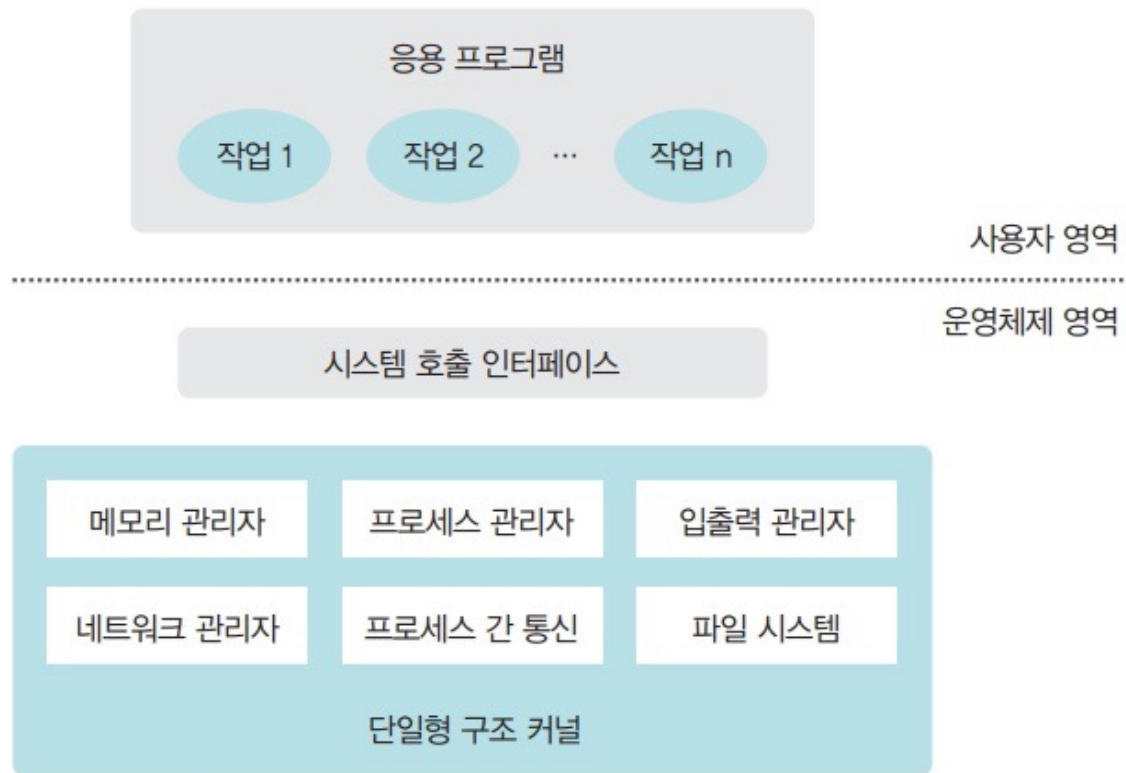 응용 프로그램
작업 1 작업 2 … 작업 n
사용자 영역
운영체제 영역
시스템 호출 인터페이스
메모리 관리자 프로세스 관리자 입출력 관리자
네트워크 관리자 프로세스 간 통신 파일 시스템
단일형 구조 커널